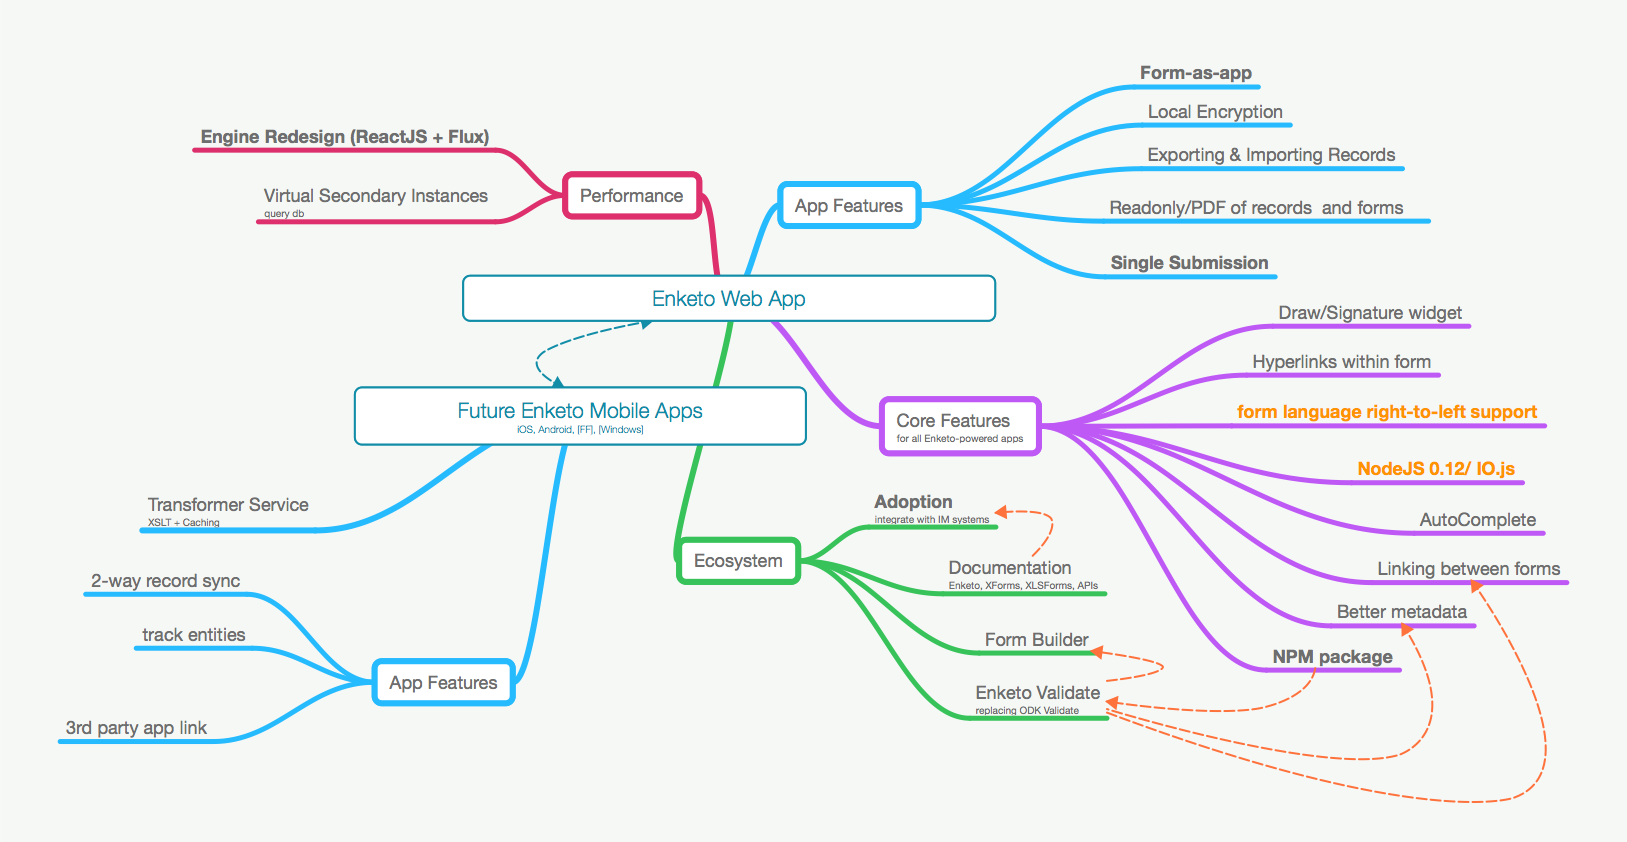 Engine Redesign (ReactJS + Flux)
Virtual Secondary Instances
query db
Performance
App Features
Form-as-app
Local Encryption
Exporting & Importing Records
Readonly/PDF of records and forms
Single Submission
Enketo Web App
Future Enketo Mobile Apps
iOS, Android, [FF], [Windows]
Core Features
for all Enketo-powered apps
Draw/Signature widget
Hyperlinks within form
form language right-to-left support
NodeJS 0.12/ IO.js
AutoComplete
Linking between forms
Better metadata
NPM package
Transformer Service
XSLT + Caching
2-way record sync
track entities
3rd party app link
App Features
Ecosystem
Adoption
integrate with IM systems
Documentation
Enketo, XForms, XLSForms, APIs
Form Builder
Enketo Validate
replacing ODK Validate